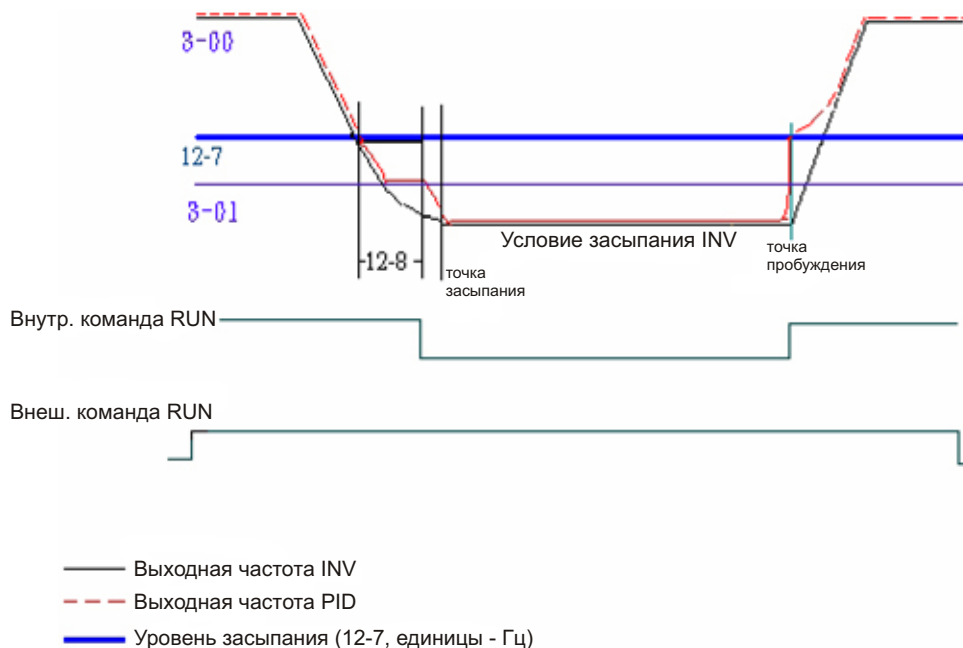 3-00
12-7
3-01
Условие засыпания INV
точка
пробуждения
12-8
точка
засыпания
Внутр. команда RUN
Внеш. команда RUN
Выходная частота INV
Выходная частота PID
Уровень засыпания (12-7, единицы - Гц)